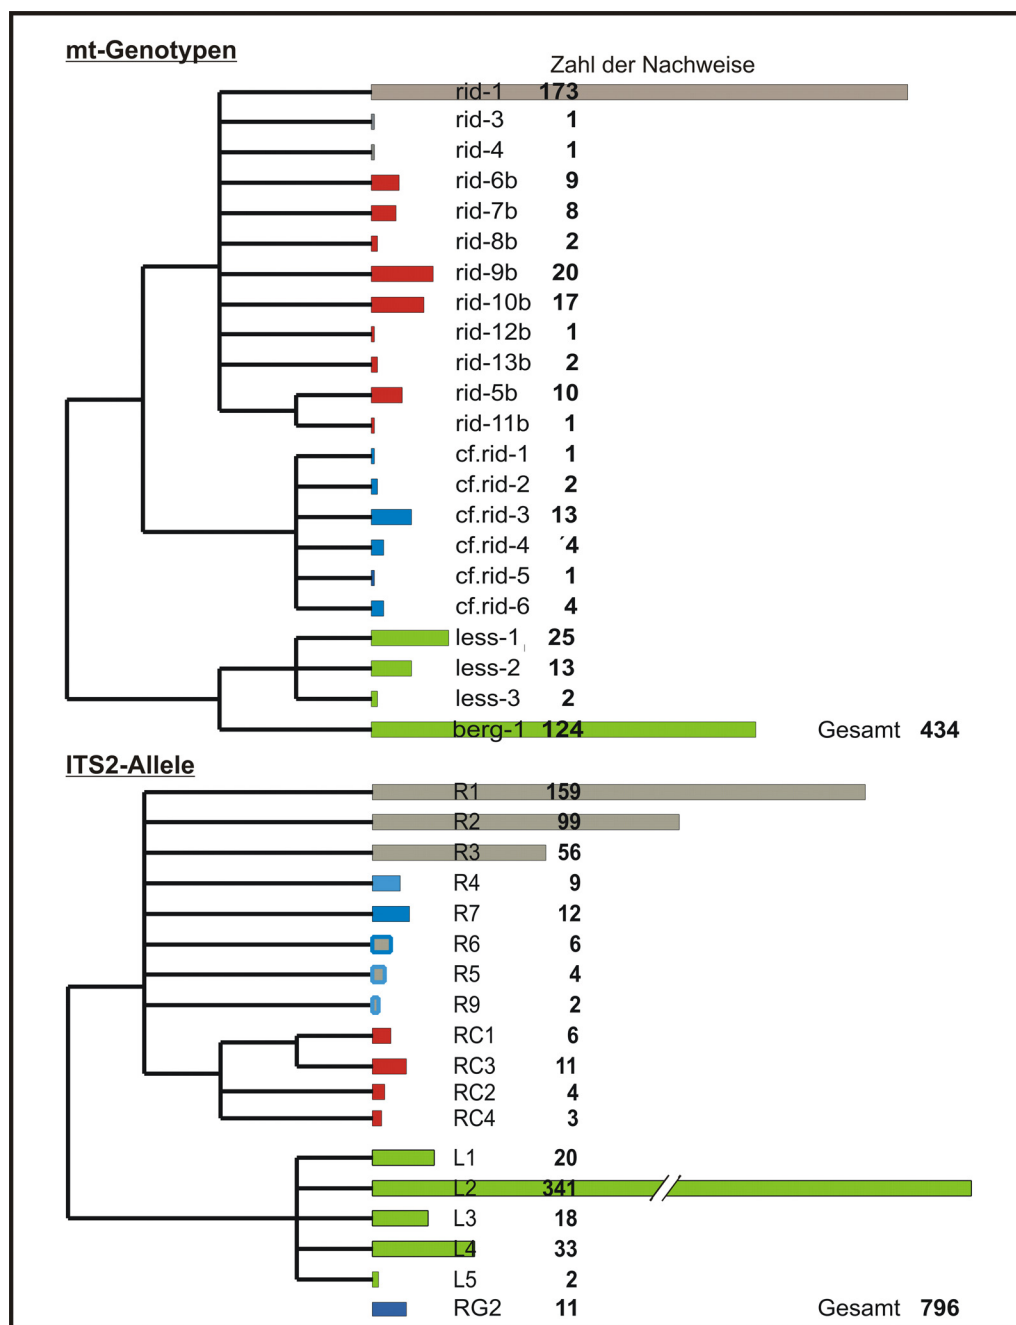 mt-Genotypen
Zahl der Nachweise
rid-1 173
rid-3 1
rid-4 1
rid-6b 9
rid-7b 8
rid-8b 2
rid-9b 20
rid-10b 17
rid-12b 1
rid-13b 2
rid-5b 10
rid-11b 1
cf.rid-1 1
cf.rid-2 2
cf.rid-3 13
cf.rid-4 ´4
cf.rid-5 1
cf.rid-6 4
less-1 25
less-2 13
less-3 2
berg-1 124 Gesamt 434
ITS2-Allele
R1 159
R2 99
R3 56
R4 9
R7 12
R6 6
R5 4
R9 2
RC1 6
RC3 11
RC2 4
RC4 3
L1 20
L2 341
L3 18
L4 33
L5 2
RG2 11 Gesamt 796